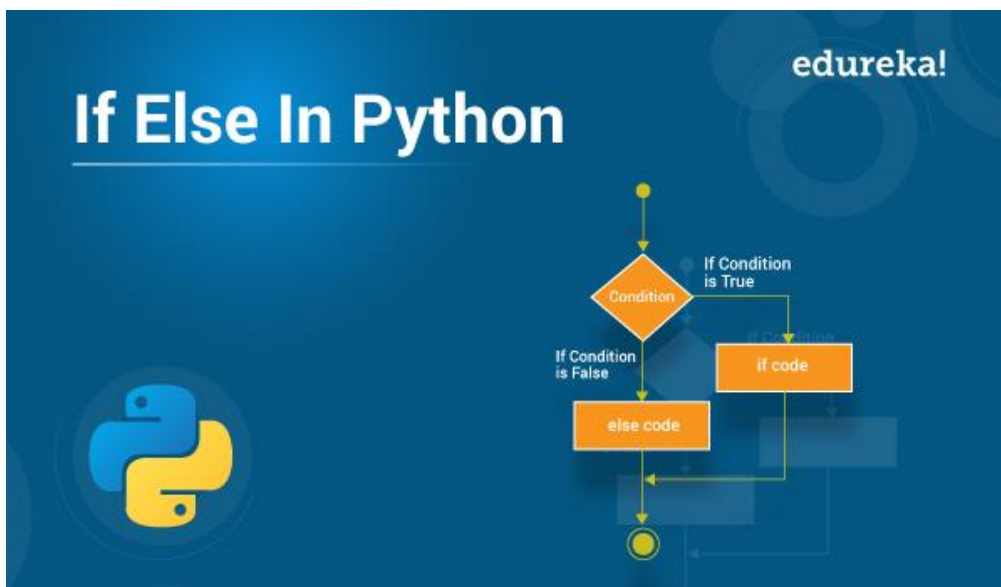 edureka!
If Else In Python
If Condition
is True
Condition
If Condition
is False
if code
else code